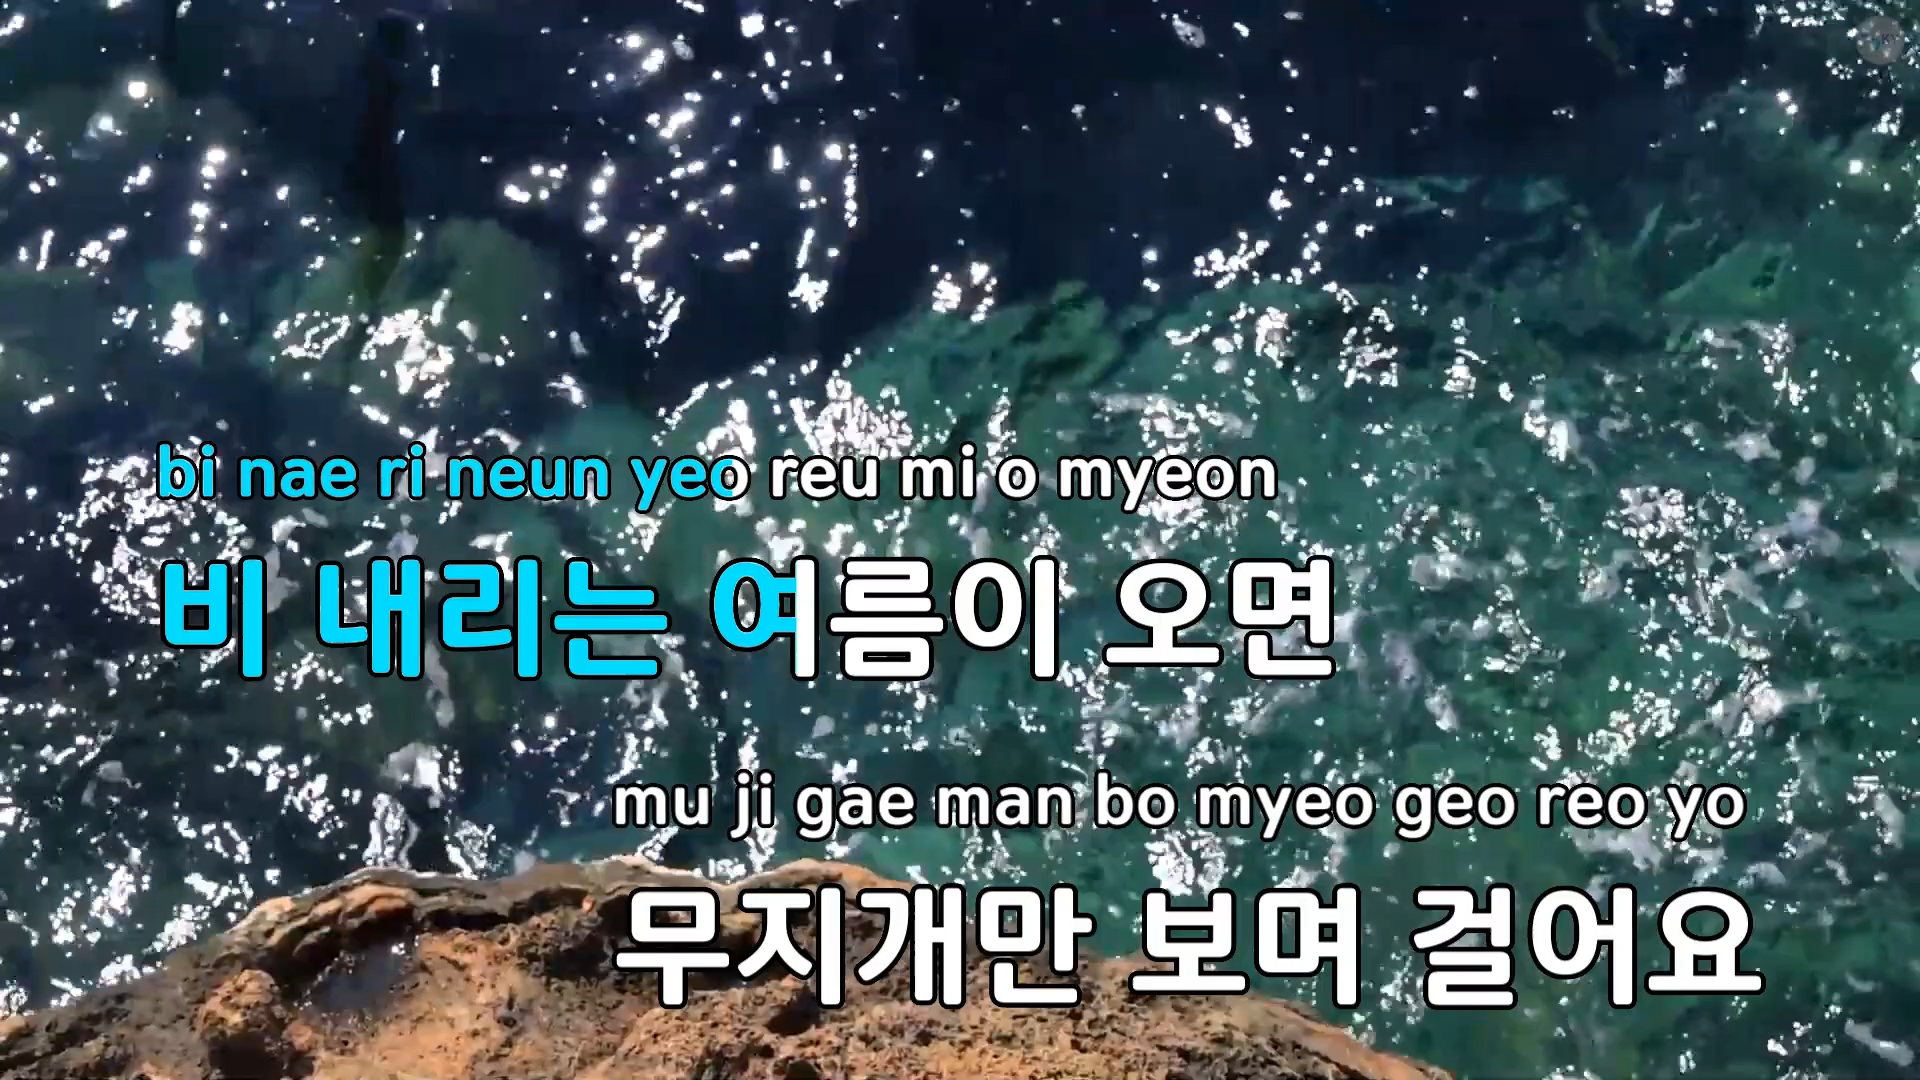 bi nae ri neun yeo reu mi o myeon
비 내리는 여름이 오면
mu ji gae man bo myeo geo reo yo
무지개만 보며 걸어요